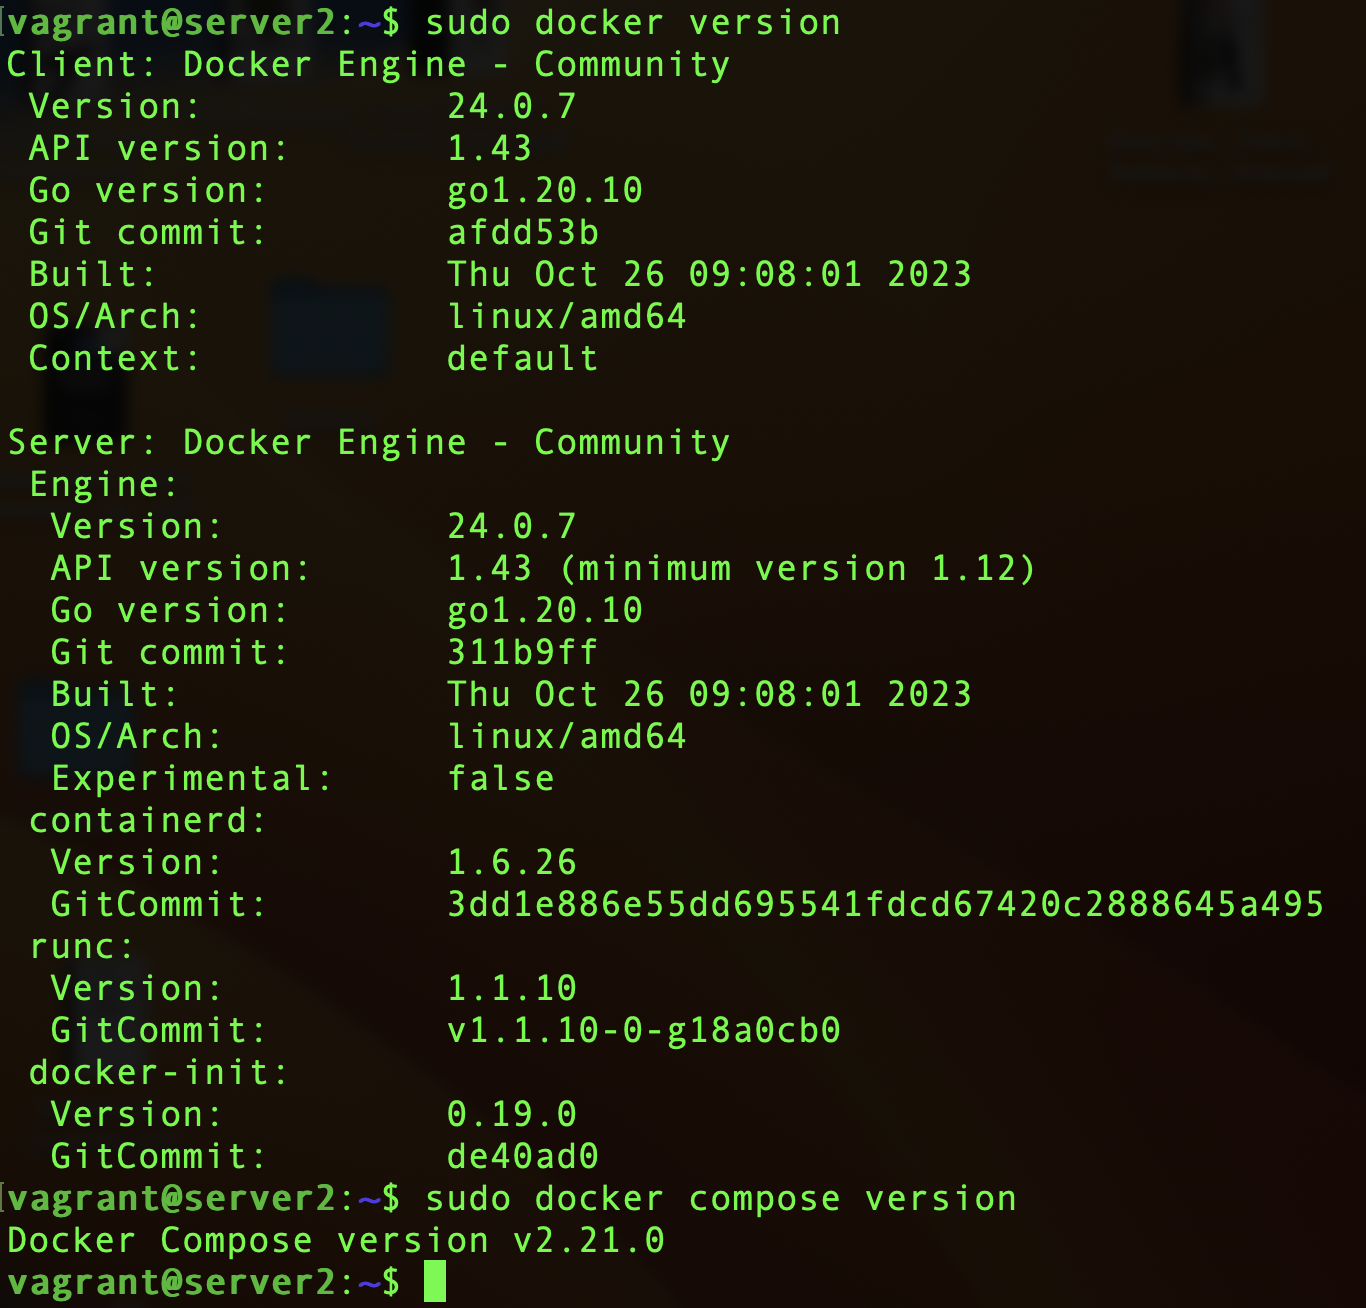 [vagrant@server2:~$ sudo docker version
Client: Docker Engine - Community
 Version:           24.0.7
 API version:       1.43
 Go version:        go1.20.10
 Git commit:        afdd53b
 Built:             Thu Oct 26 09:08:01 2023
 OS/Arch:           linux/amd64
 Context:           default

Server: Docker Engine - Community
 Engine:
  Version:          24.0.7
  API version:      1.43 (minimum version 1.12)
  Go version:       go1.20.10
  Git commit:       311b9ff
  Built:            Thu Oct 26 09:08:01 2023
  OS/Arch:          linux/amd64
  Experimental:     false
 containerd:
  Version:          1.6.26
  GitCommit:        3dd1e886e55dd695541fdcd67420c2888645a495
 runc:
  Version:          1.1.10
  GitCommit:        v1.1.10-0-g18a0cb0
 docker-init:
  Version:          0.19.0
  GitCommit:        de40ad0
[vagrant@server2:~$ sudo docker compose version
Docker Compose version v2.21.0
vagrant@server2:~$